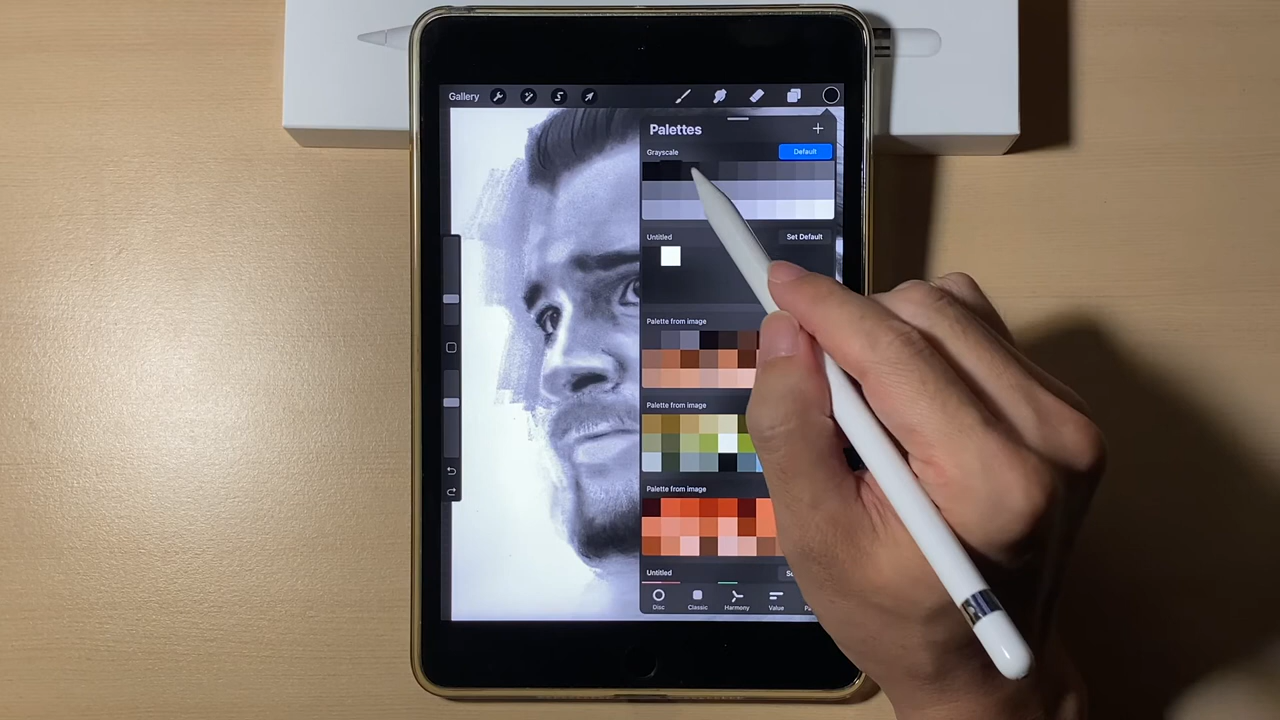 Gallery
Palettes
Grayscale
Default
Untitled
Set Default
Palette from image
Palette from image
Palette from image
Untitled
Disc
Classic
Harmony
Value